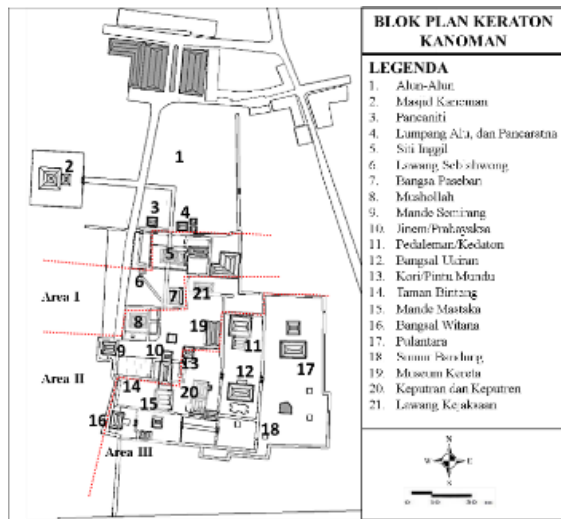 BLOK PLAN KERATON
KANOMAN
LEGENDA
1. Alun-Alun
2. Masjid Kanoman
3. Pancaniti
4. Lumpang Alu, dan Pancaratna
5. Siti Inggil
6. Lawang
7. Bangsa Paseban
8. Mushollah
9. Mande Semirang
10. Jinem/Prabayaksa
11. Pedaleman/Kedaton
12. Bangsal Ukiran
13. Kori/Pintu Mundu
14. Taman Bintang
15. Mande Mastaka
16. Bangsal Witana
17. Pulantara
18. Sumur Bandung
19. Museum Kereta
20. Keputran dan Keputren
21. Lawang Kejaksaan
N
W E
S
2
1
3
4
5
6
7
21
Area I
8
19
9
10
13
11
17
Area II
14
12
15
20
16
18
Area III